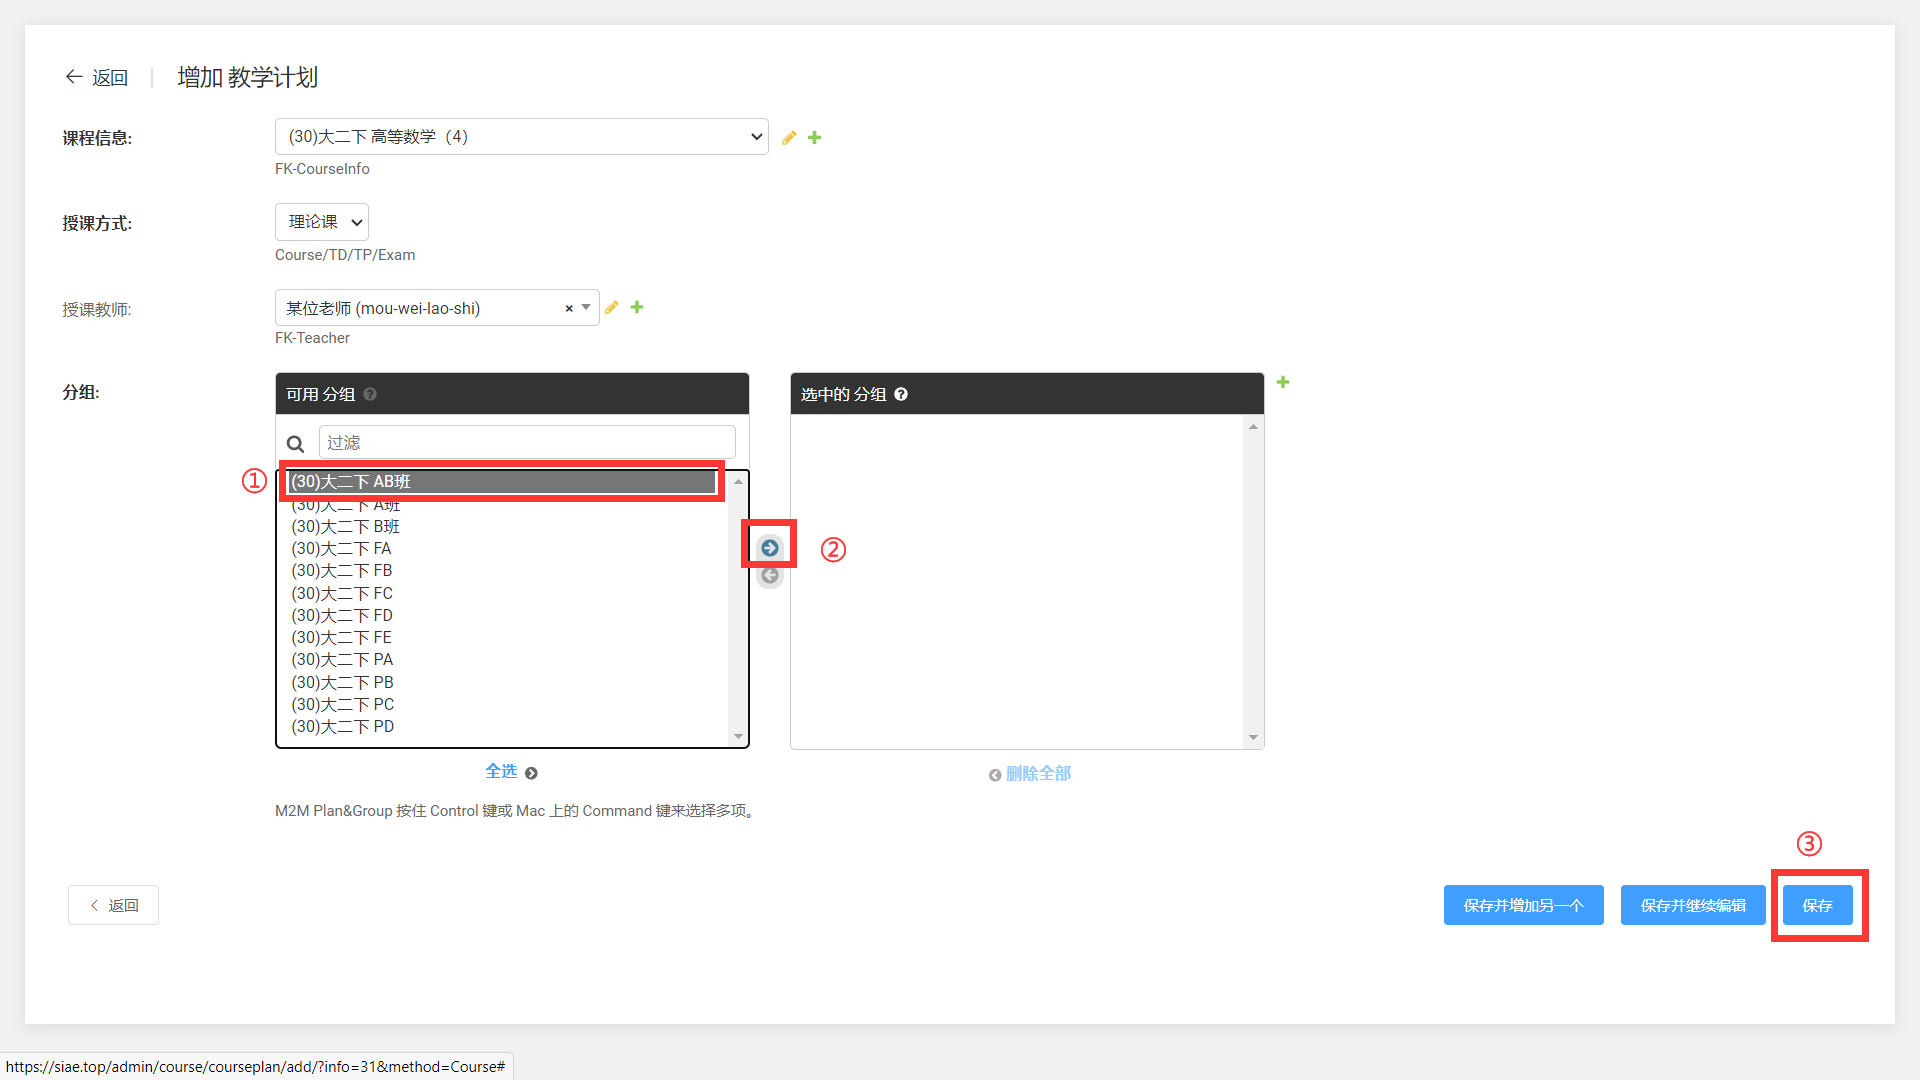 返回
增加 教学计划
课程信息:
(30)大二下 高等数学（4）
FK-CourseInfo
授课方式:
理论课
Course/TD/TP/Exam
授课教师:
某位老师 (mou-wei-lao-shi)
FK-Teacher
分组:
可用 分组
过滤
①
(30)大二下 AB班
(30)大二下 A班
(30)大二下 B班
(30)大二下 FA
(30)大二下 FB
(30)大二下 FC
(30)大二下 FD
(30)大二下 FE
(30)大二下 PA
(30)大二下 PB
(30)大二下 PC
(30)大二下 PD
②
选中的 分组
全选
删除全部
M2M Plan&Group 按住 Control 键或 Mac 上的 Command 键来选择多项。
③
返回
保存并增加另一个
保存并继续编辑
保存
https://siae.top/admin/course/courseplan/add/?info=31&method=Course#